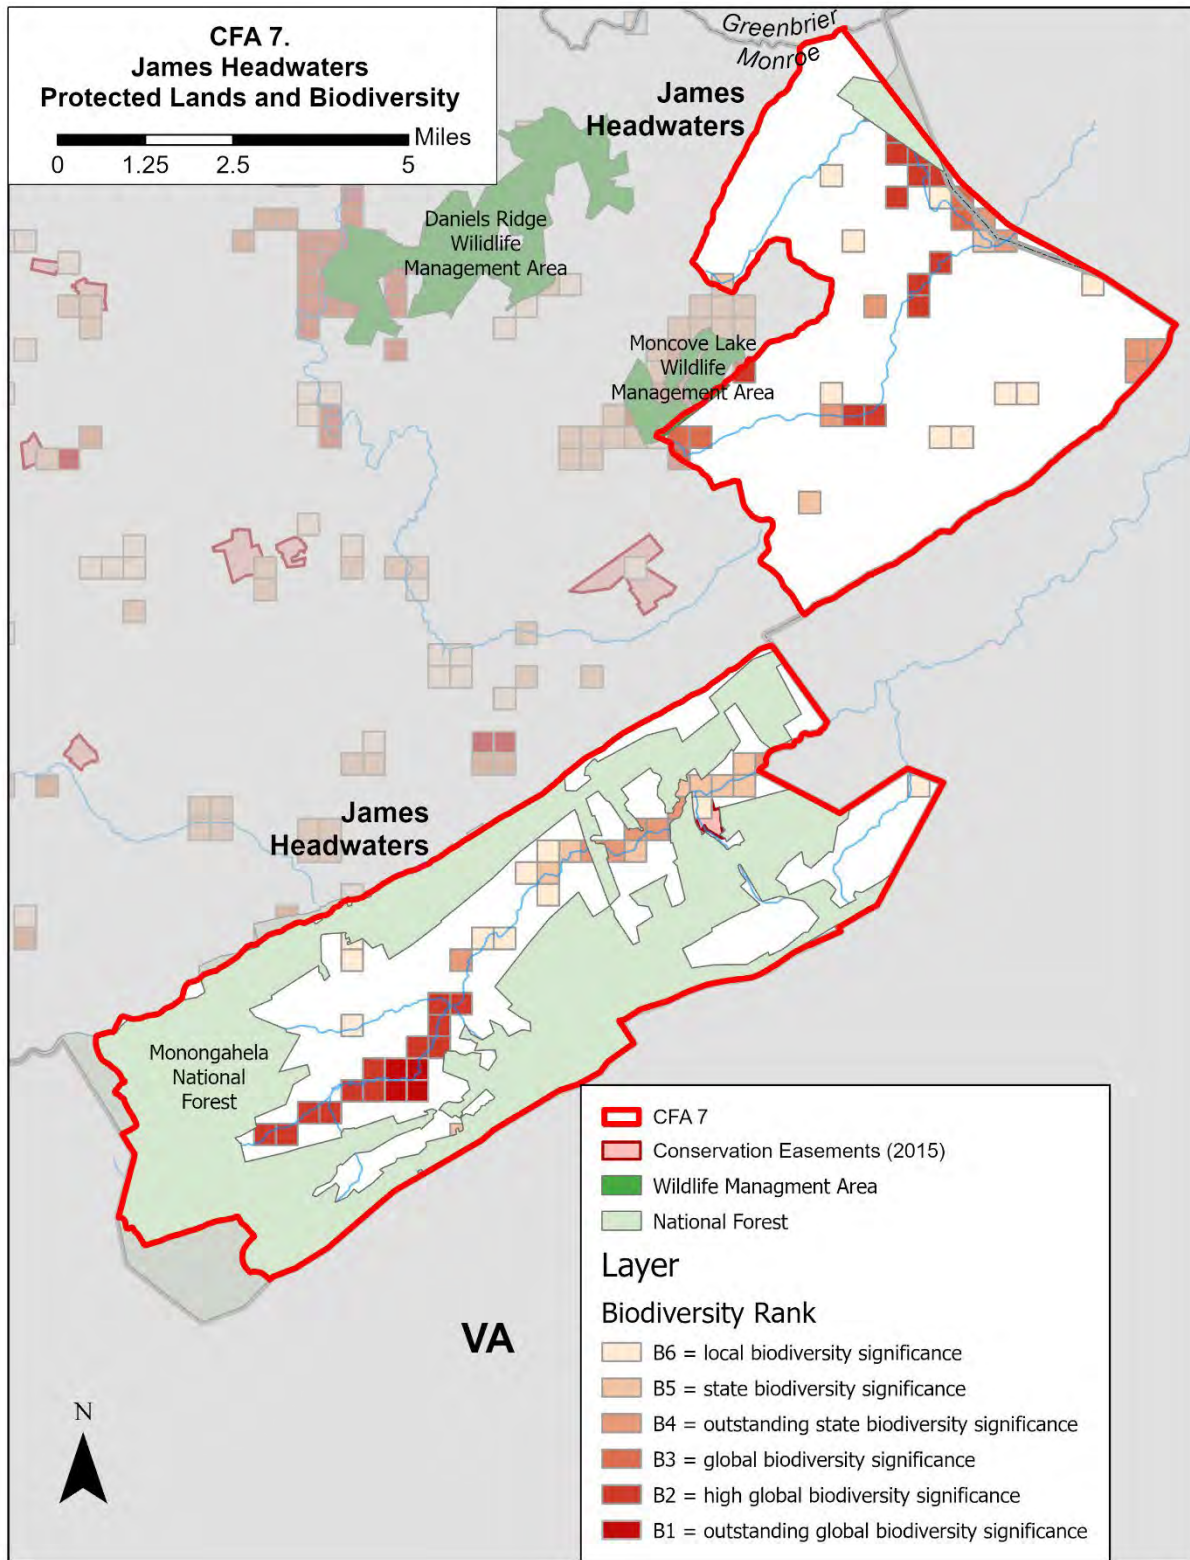 CFA 7.
James Headwaters
Protected Lands and Biodiversity
Miles
0 1.25 2.5 5
Greenbrier
Monroe
James
Headwaters
Daniels Ridge
Wilidlife
Management Area
Moncove Lake
Wildlife
Management Area
James
Headwaters
Monongahela
National
Forest
VA
N
CFA 7
Conservation Easements (2015)
Wildlife Managment Area
National Forest
Layer
Biodiversity Rank
B6 = local biodiversity significance
B5 = state biodiversity significance
B4 = outstanding state biodiversity significance
B3 = global biodiversity significance
B2 = high global biodiversity significance
B1 = outstanding global biodiversity significance